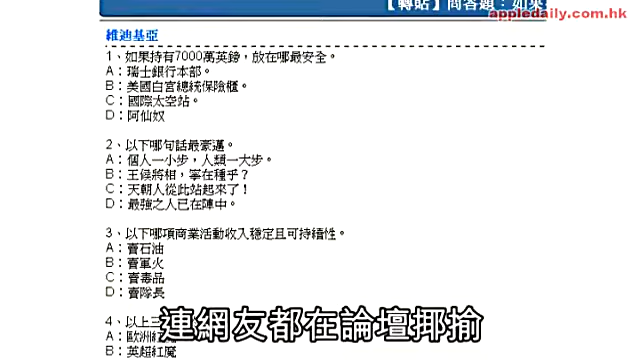 【轉貼】問答題：如來
appledaily.com.hk
維迪基亞
1、如果持有7000萬英鎊，放在哪最安全。
A：瑞士銀行本部。
B：美國白宮總統保險櫃。
C：國際太空站。
D：阿仙奴
2、以下哪句話最豪邁。
A：個人一小步，人類一大步。
B：王侯將相，寧在種乎？
C：天朝人從此站起來了！
D：最強之人已在陣中。
3、以下哪項商業活動收入穩定且可持續性。
A：賣石油
B：賣軍火
C：賣毒品
D：賣隊長
4、以上三
A：歐洲紅魔
B：英超紅魔
連網友都在論壇揶揄